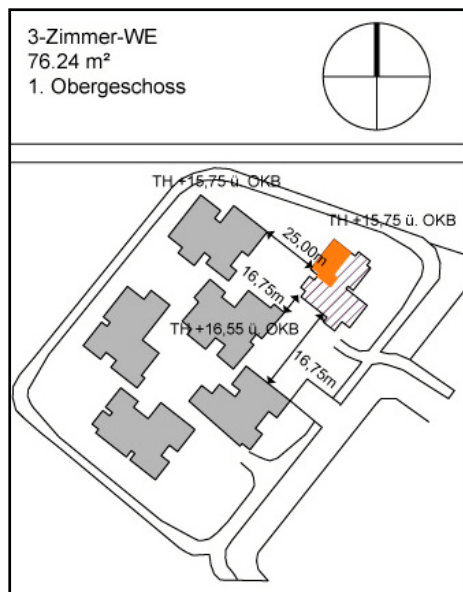 3-Zimmer-WE
76.24 m²
1. Obergeschoss
TH +15,75 ü. OKB
TH +15,75 ü. OKB
25,00m
16,75m
TH +16,55 ü. OKB
16,75m